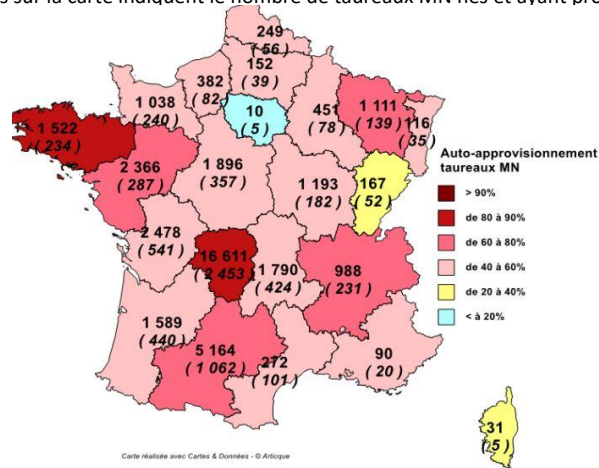 s sur la carte indiquent le nombre de taureaux MN nés et ayant pro
249
( 56 )
152
( 39 )
382
( 82 )
1 038
( 240 )
10
( 5 )
451
( 78 )
1 111
( 139 )
116
( 35 )
1 522
( 234 )
2 366
( 287 )
1 896
( 357 )
1 193
( 182 )
167
( 52 )
2 478
( 541 )
16 611
( 2 453 )
1 790
( 424 )
988
( 231 )
1 589
( 440 )
5 164
( 1 062 )
272
( 101 )
90
( 20 )
31
Auto-approvisionnement
taureaux MN
> 90%
de 80 à 90%
de 60 à 80%
de 40 à 60%
de 20 à 40%
< à 20%
Carte réalisée avec Cartes & Données - © Articque